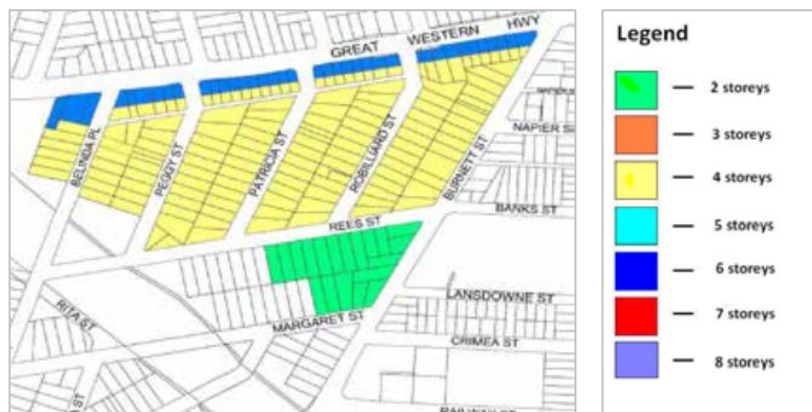 GREAT WESTERN HWY
BELINDA PL
PEGGY ST
PATRICIA ST
ROBILLIARD ST
BURNETT ST
NAPIER S
BANKS ST
REES ST
LANSDOWNE ST
RITA ST
MARGARET ST
CRIMEA ST
Legend
— 2 storeys
— 3 storeys
— 4 storeys
— 5 storeys
— 6 storeys
— 7 storeys
— 8 storeys